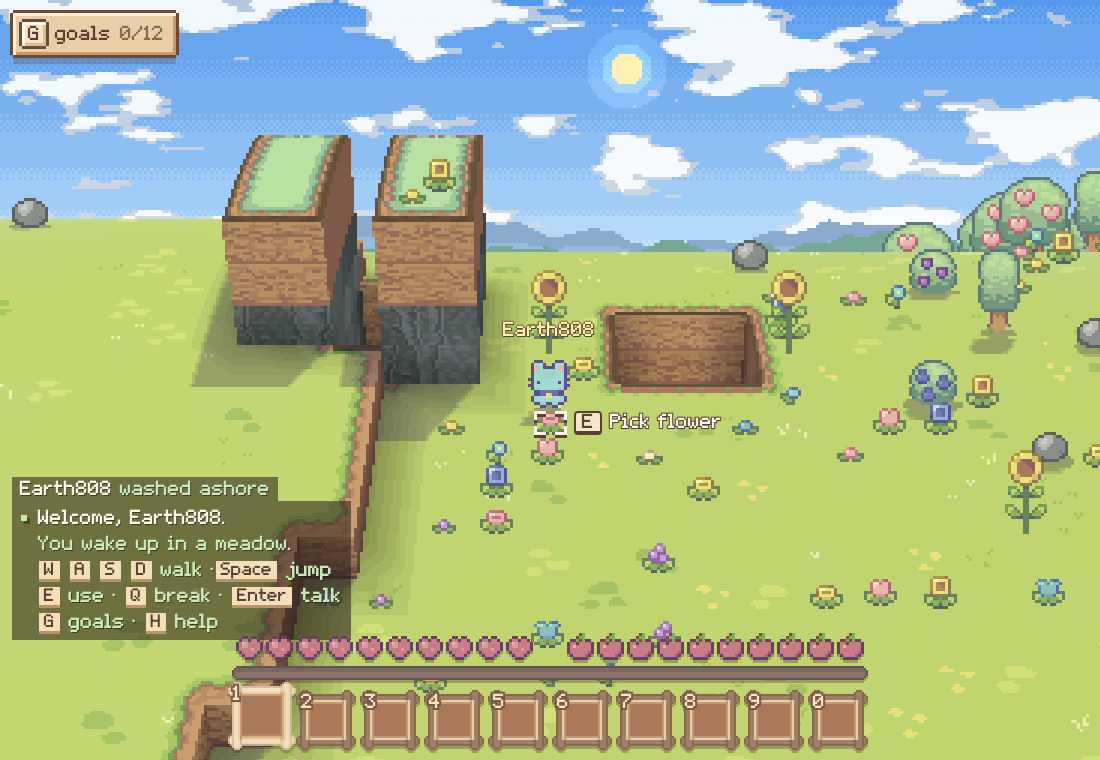 G goals 0/12
Earth808
E Pick flower
Earth808 washed ashore
Welcome, Earth808.
You wake up in a meadow.
W A S D walk · Space jump
E use · Q break · Enter talk
G goals · H help
1 2 3 4 5 6 7 8 9 0